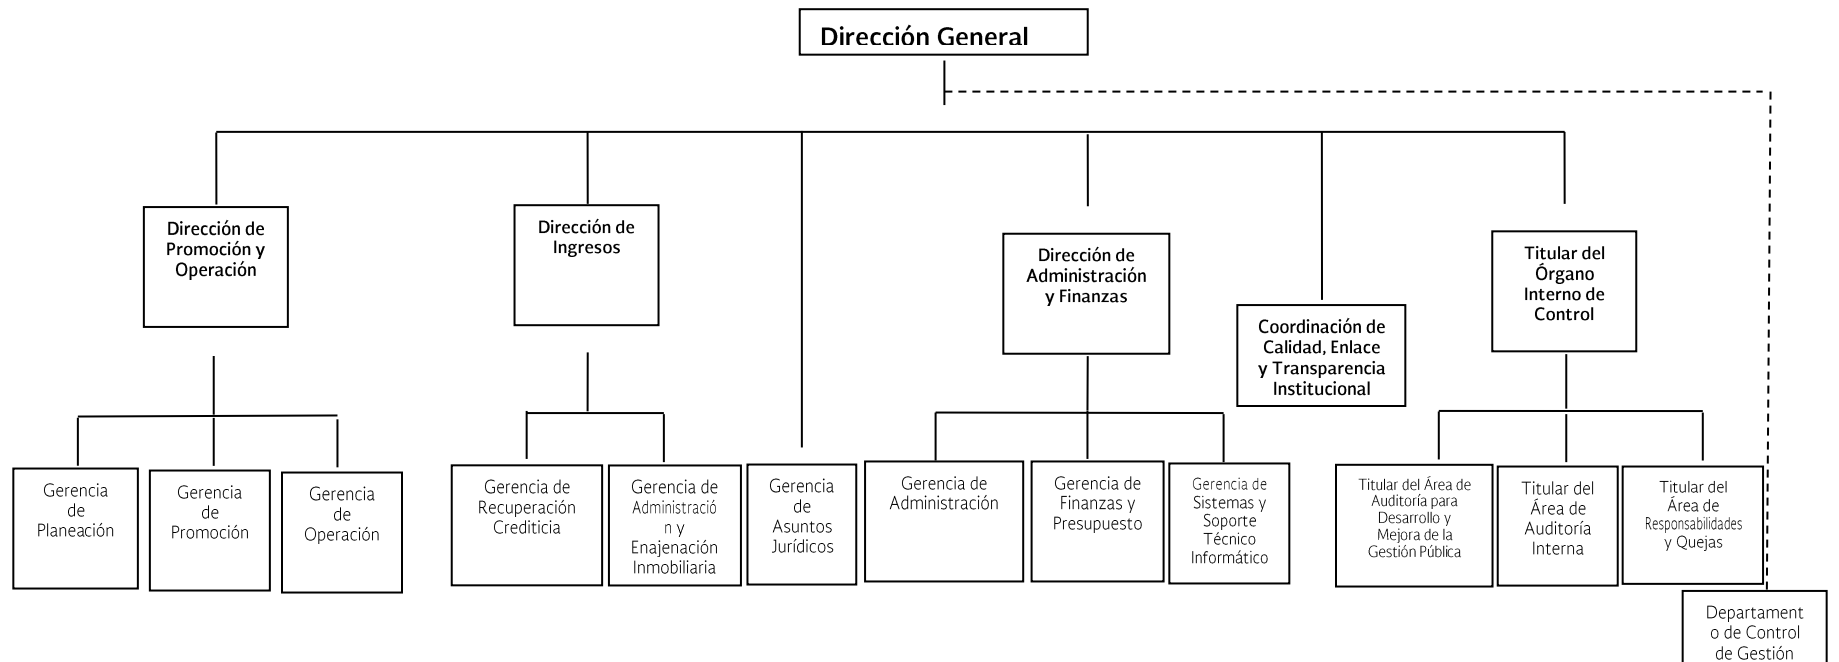 Dirección General
Dirección de
Promoción y
Operación
Dirección de
Ingresos
Dirección de
Administración
y Finanzas
Coordinación de
Calidad, Enlace
y Transparencia
Institucional
Titular del
Órgano
Interno de
Control
Gerencia
de
Planeación
Gerencia
de
Promoción
Gerencia
de
Operación
Gerencia de
Recuperación
Crediticia
Gerencia de
Administració
n y
Enajenación
Inmobiliaria
Gerencia
de
Asuntos
Jurídicos
Gerencia de
Administración
Gerencia de
Finanzas y
Presupuesto
Gerencia de
Sistemas y
Soporte
Técnico
Informático
Titular del Área de
Auditoría para
Desarrollo y
Mejora de la
Gestión Pública
Titular del
Área de
Auditoría
Interna
Titular del
Área de
Responsabilidades
y Quejas
Departament
o de Control
de Gestión